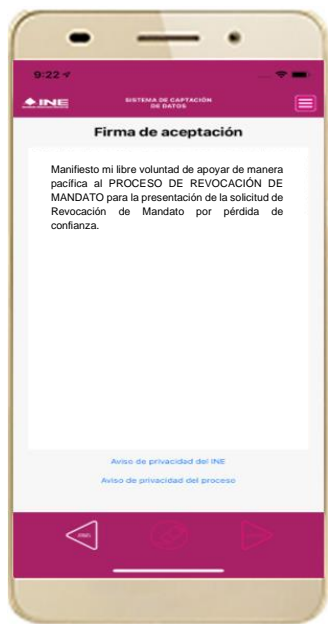 9:22
INE
SISTEMA DE CAPTACIÓN
DE DATOS
Firma de aceptación
Manifiesto mi libre voluntad de apoyar de manera
pacífica al PROCESO DE REVOCACIÓN DE
MANDATO para la presentación de la solicitud de
Revocación de Mandato por pérdida de
confianza.
Aviso de privacidad del INE
Aviso de privacidad del proceso